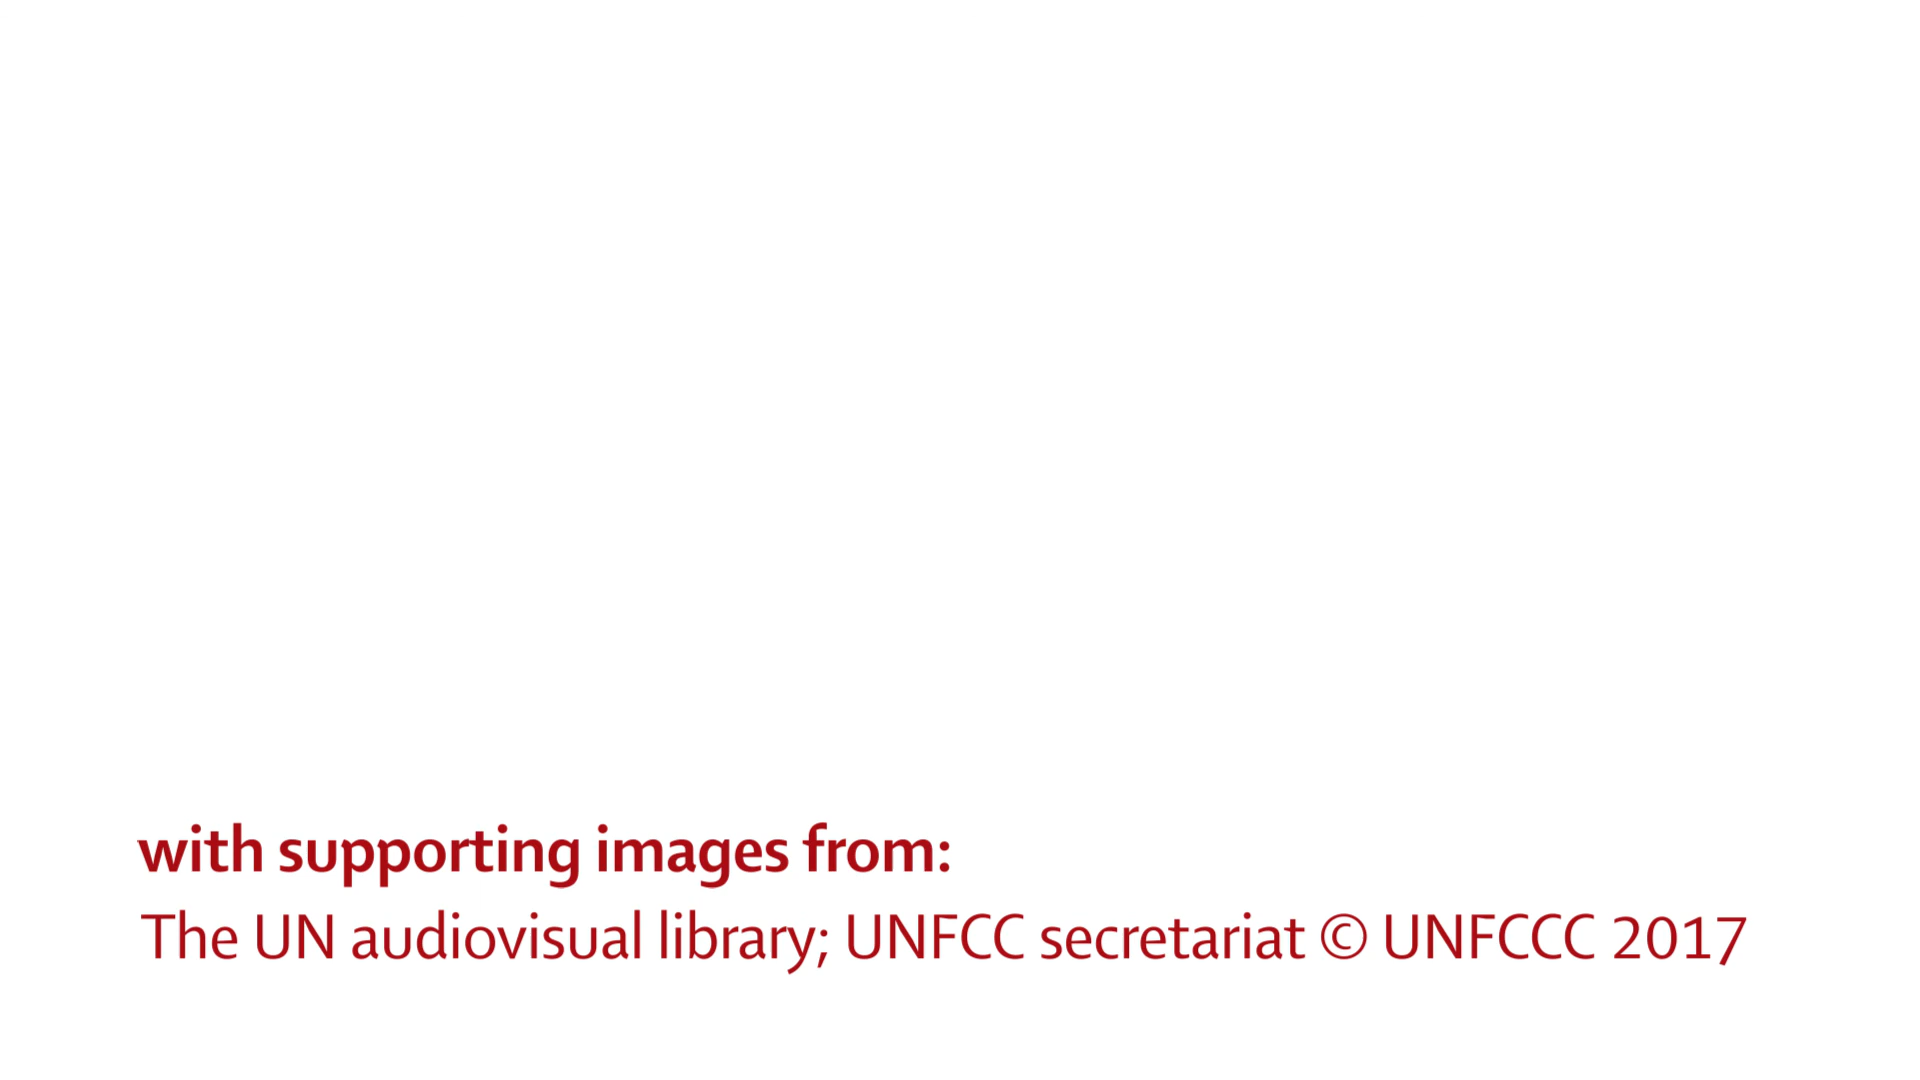 with supporting images from:
The UN audiovisual library; UNFCC secretariat © UNFCCC 2017